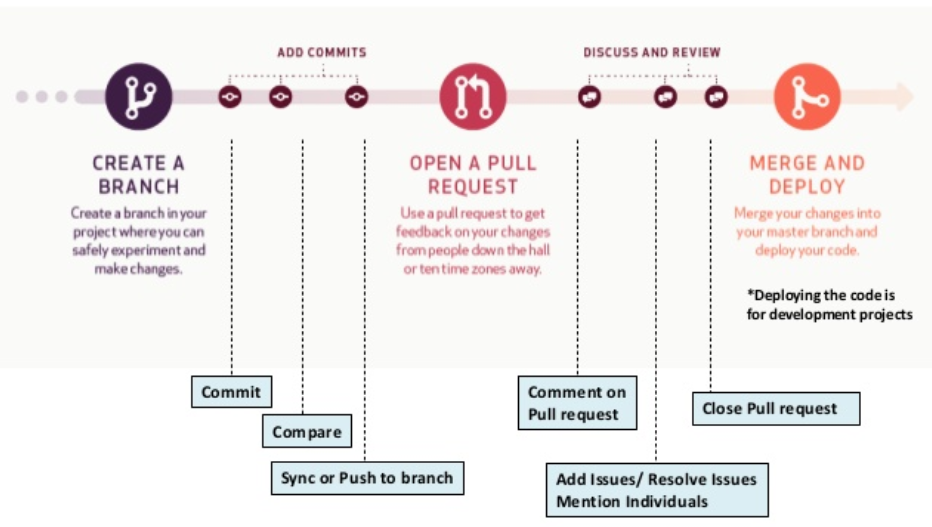 ADD COMMITS
DISCUSS AND REVIEW
CREATE A
BRANCH
Create a branch in your
project where you can
safely experiment and
make changes.
OPEN A PULL
REQUEST
Use a pull request to get
feedback on your changes
from people down the hall
or ten time zones away.
MERGE AND
DEPLOY
Merge your changes into
your master branch and
deploy your code.
*Deploying the code is
for development projects
Commit
Compare
Sync or Push to branch
Comment on
Pull request
Add Issues/ Resolve Issues
Mention Individuals
Close Pull request